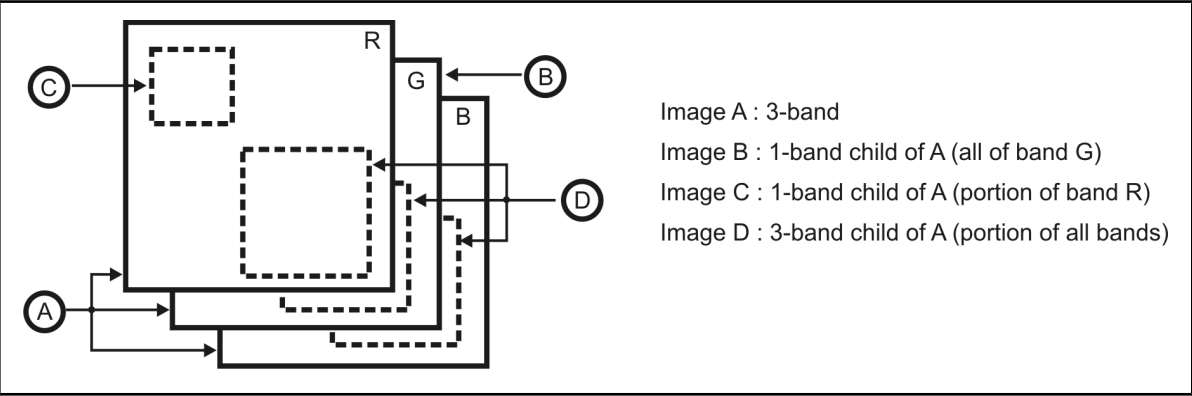 R
C
G
B
B
D
A
Image A : 3-band
Image B : 1-band child of A (all of band G)
Image C : 1-band child of A (portion of band R)
Image D : 3-band child of A (portion of all bands)